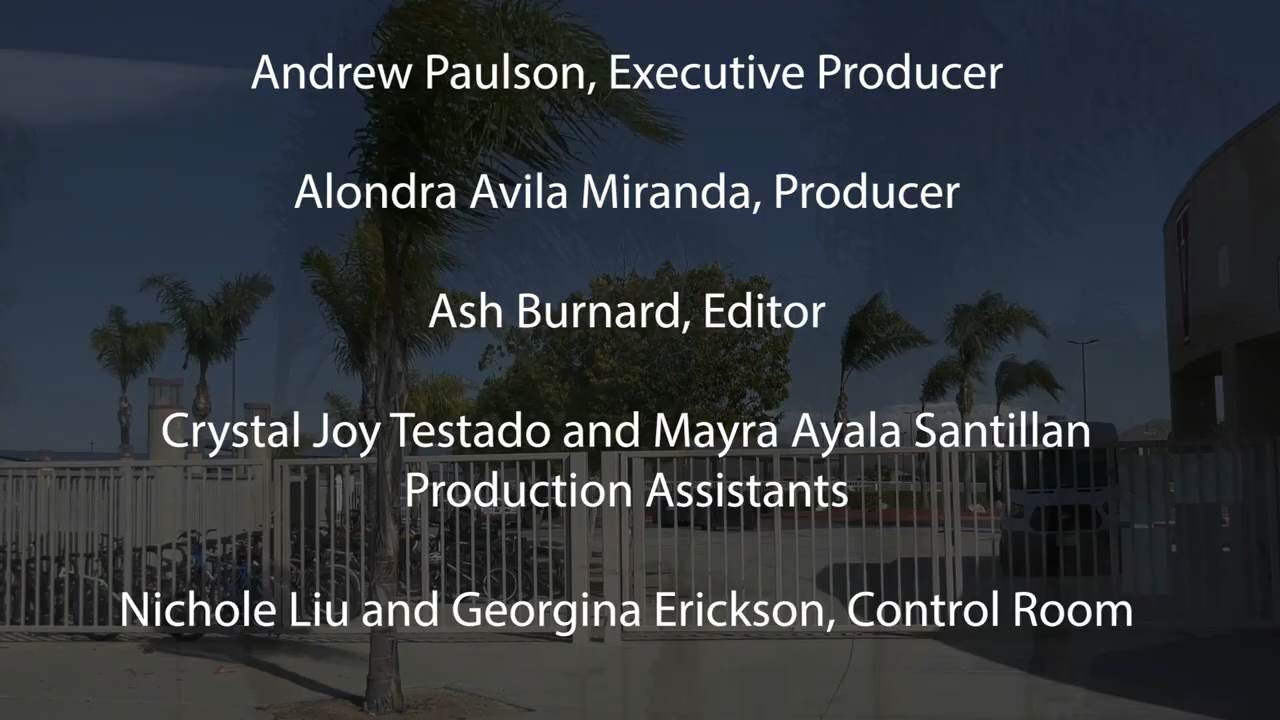 Andrew Paulson, Executive Producer
Alondra Avila Miranda, Producer
Ash Burnard, Editor
Crystal Joy Testado and Mayra Ayala Santillan
Production Assistants
Nichole Liu and Georgina Erickson, Control Room